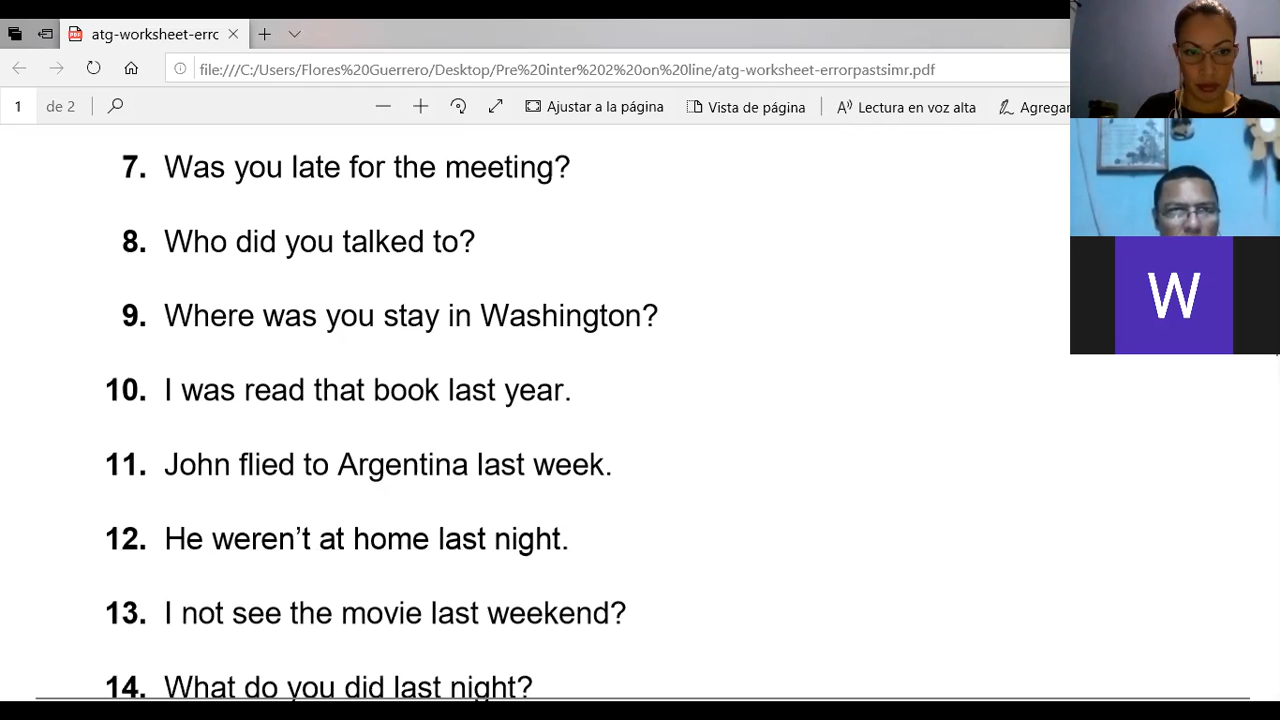 atg-worksheet-errc
file:///C:/Users/Flores%20Guerrero/Desktop/Pre%20inter%202%20on%20line/atg-worksheet-errorpastsimr.pdf
1 de 2 Ajustar a la página Vista de página Lectura en voz alta Agregar
7. Was you late for the meeting?
8. Who did you talked to?
9. Where was you stay in Washington?
10. I was read that book last year.
11. John flied to Argentina last week.
12. He weren't at home last night.
13. I not see the movie last weekend?
14. What do you did last night?
W